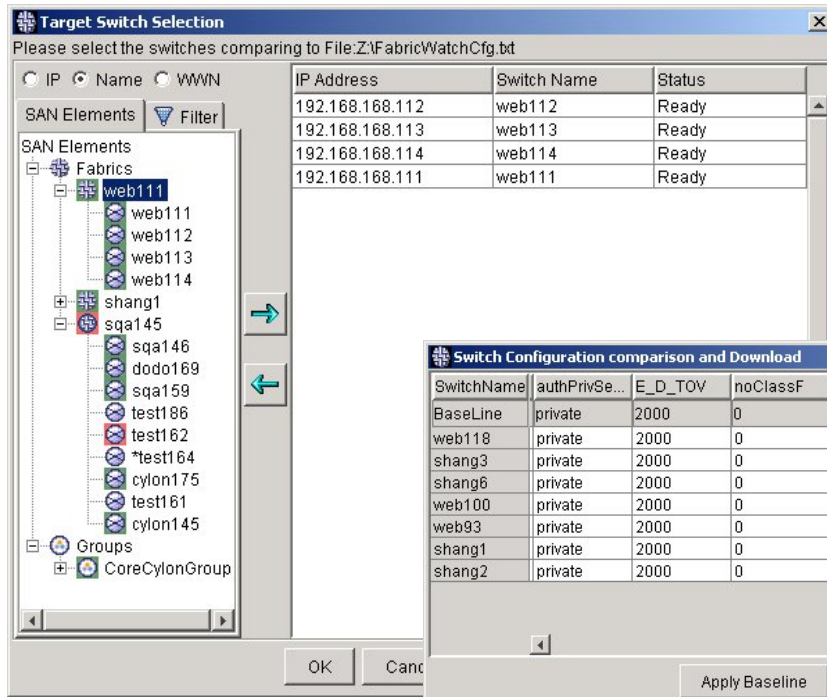 Target Switch Selection
Please select the switches comparing to File:Z:\FabricWatchCfg.txt
IP Name WWN
SAN Elements Filter
SAN Elements
Fabrics
web111
web111
web112
web113
web114
shang1
sqa145
sqa146
dodo169
sqa159
test186
test162
*test164
cylon175
test161
cylon145
Groups
CoreCylonGroup
IP Address Switch Name Status
192.168.168.112 web112 Ready
192.168.168.113 web113 Ready
192.168.168.114 web114 Ready
192.168.168.111 web111 Ready
OK Canc
Switch Configuration comparison and Download
SwitchName authPrivSe... E_D_TOV noClassF
BaseLine private 2000 0
web118 private 2000 0
shang3 private 2000 0
shang6 private 2000 0
web100 private 2000 0
web93 private 2000 0
shang1 private 2000 0
shang2 private 2000 0
Apply Baseline